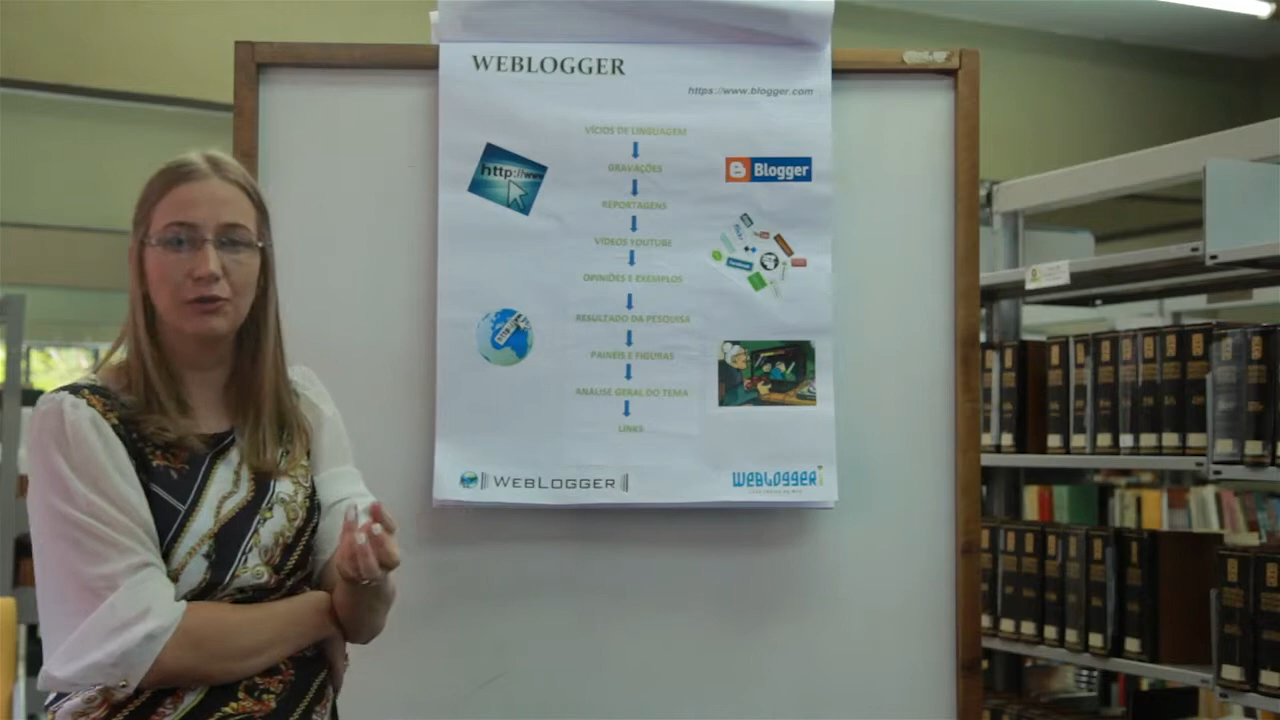 WEBLOGGER
https://www.blogger.com
VÍCIOS DE LINGUAGEM
http://www
GRAVAÇÕES
Blogger
REPORTAGENS
VÍDEOS YOUTUBE
facebook
OPINIÕES E EXEMPLOS
RESULTADO DA PESQUISA
PAINÉIS E FIGURAS
ANÁLISE GERAL DO TEMA
LINKS
WEBLOGGER
WEBLOGGER